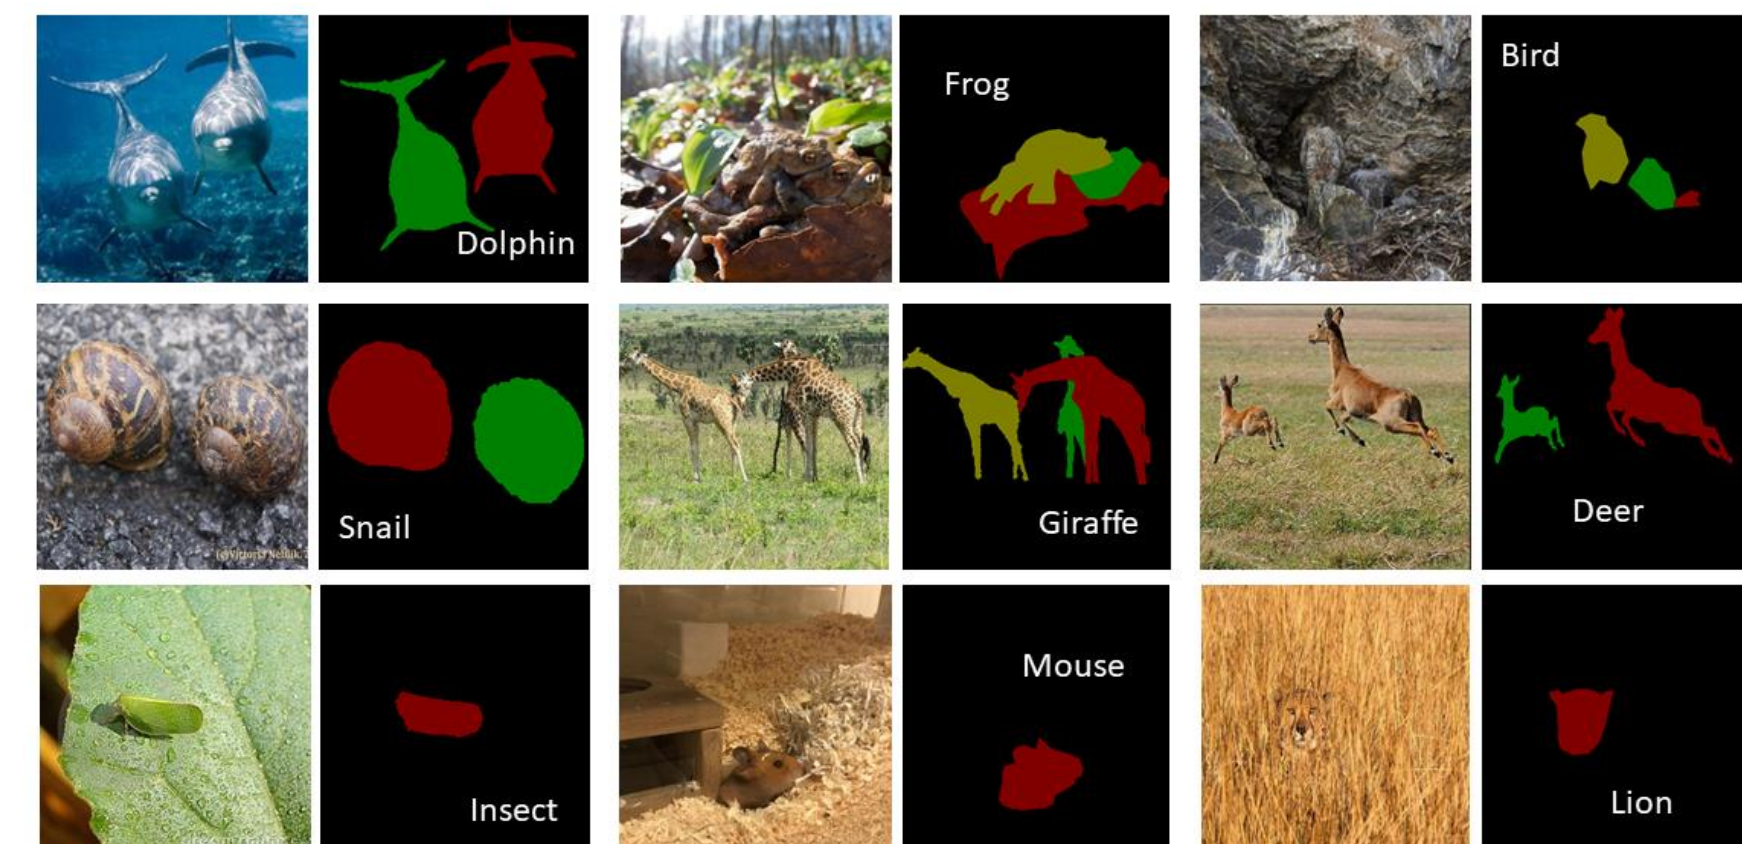 Dolphin
Frog
Bird
Snail
Giraffe
Deer
Insect
Mouse
Lion